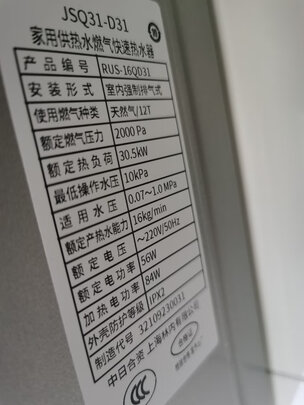 JSQ31-D31
家用供热水燃气快速热水器
产品编号 RUS-16QD31
安装形式 室内强制排气式
使用燃气种类 天然气/12T
额定燃气压力 2000 Pa
额定热负荷 30.5kW
最低操作水压 10kPa
适用水压 0.07～1.0 MPa
额定产热水能力 16kg/min
额定电压 ～220V/50Hz
额定电功率 56W
加热电功率 84W
外壳防护等级 IPX2
制造代号 32109230031
中日合资 上海林内有限公司
合格证